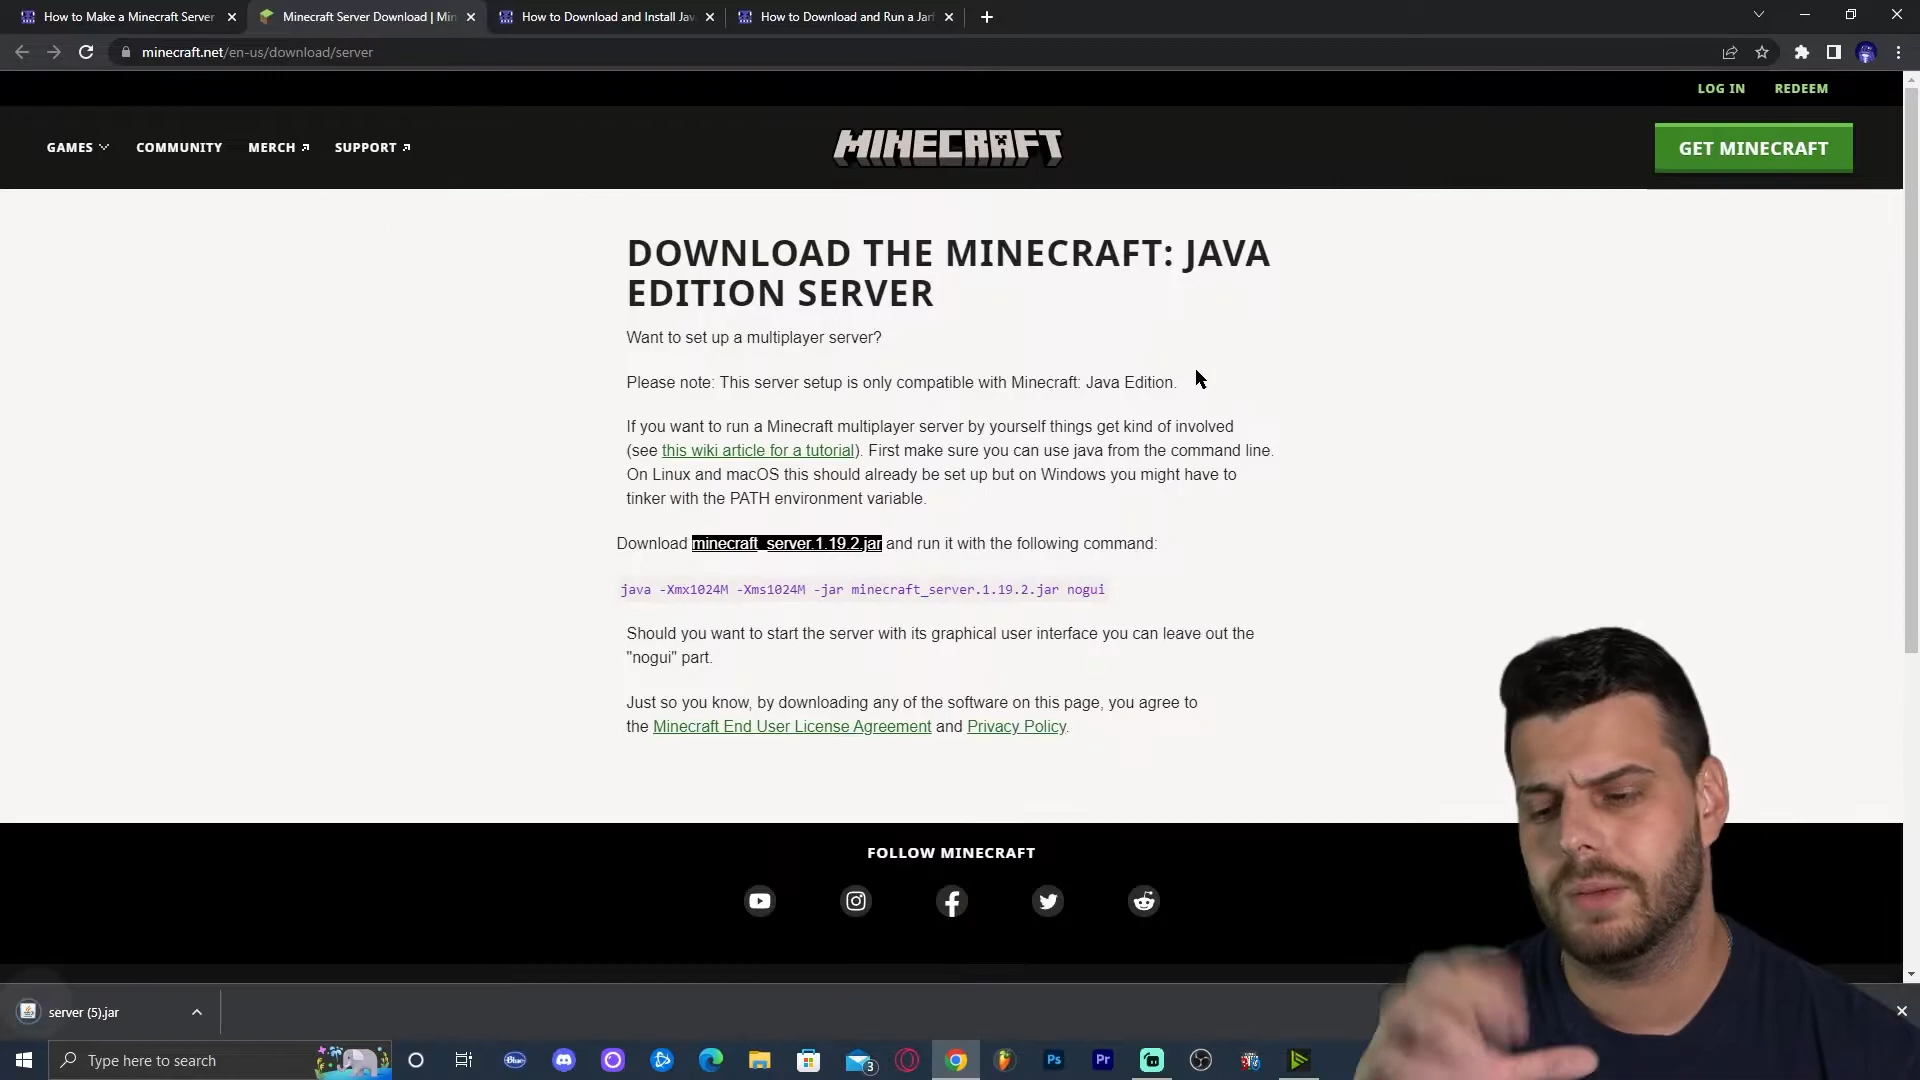 How to Make a Minecraft Server
Minecraft Server Download | Min
How to Download and Install Jav
How to Download and Run a Jarf
minecraft.net/en-us/download/server
LOG IN
REDEEM
GAMES
COMMUNITY
MERCH
SUPPORT
MINECRAFT
GET MINECRAFT
DOWNLOAD THE MINECRAFT: JAVA
EDITION SERVER
Want to set up a multiplayer server?
Please note: This server setup is only compatible with Minecraft: Java Edition.
If you want to run a Minecraft multiplayer server by yourself things get kind of involved
(see this wiki article for a tutorial). First make sure you can use java from the command line.
On Linux and macOS this should already be set up but on Windows you might have to
tinker with the PATH environment variable.
Download minecraft_server.1.19.2.jar and run it with the following command:
java -Xmx1024M -Xms1024M -jar minecraft_server.1.19.2.jar nogui
Should you want to start the server with its graphical user interface you can leave out the
"nogui" part.
Just so you know, by downloading any of the software on this page, you agree to
the Minecraft End User License Agreement and Privacy Policy.
FOLLOW MINECRAFT
server (5).jar
Type here to search
Blue
3
Ps
Pr